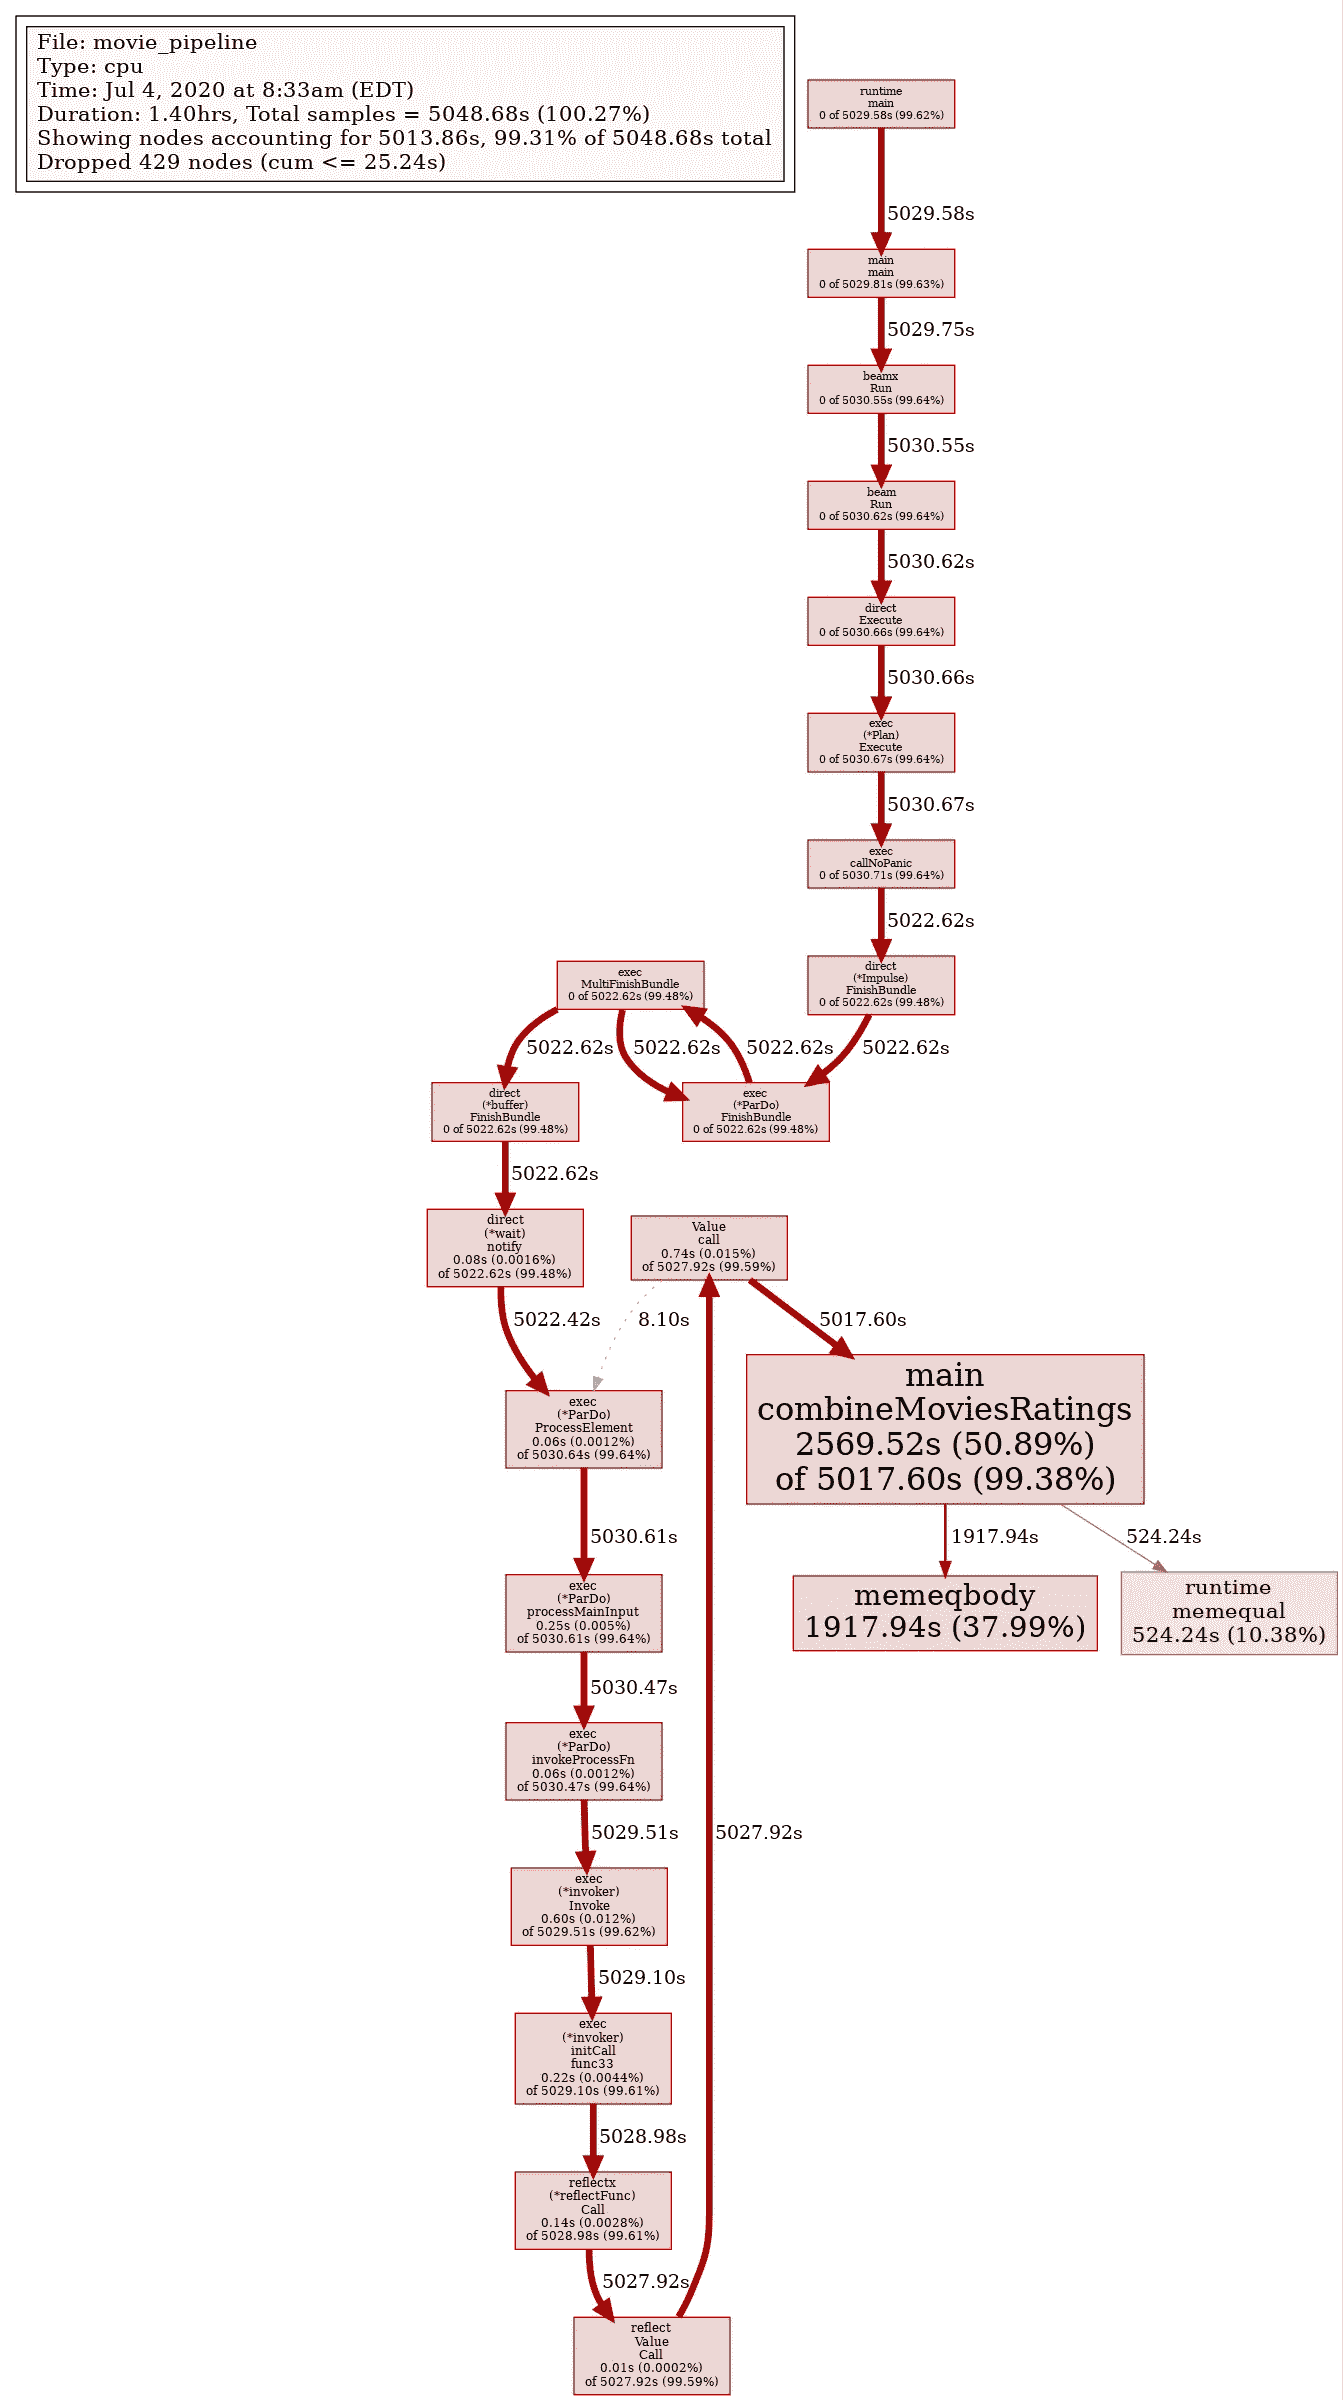 File: movie_pipeline
Type: cpu
Time: Jul 4, 2020 at 8:33am (EDT)
Duration: 1.40hrs, Total samples = 5048.68s (100.27%)
Showing nodes accounting for 5013.86s, 99.31% of 5048.68s total
Dropped 429 nodes (cum <= 25.24s)
runtime
main
0 of 5029.58s (99.62%)
5029.58s
main
main
0 of 5029.81s (99.63%)
5029.75s
beamx
Run
0 of 5030.55s (99.64%)
5030.55s
beam
Run
0 of 5030.62s (99.64%)
5030.62s
direct
Execute
0 of 5030.66s (99.64%)
5030.66s
exec
(*Plan)
Execute
0 of 5030.67s (99.64%)
5030.67s
exec
callNoPanic
0 of 5030.71s (99.64%)
5022.62s
direct
(*Impulse)
FinishBundle
0 of 5022.62s (99.48%)
exec
MultiFinishBundle
0 of 5022.62s (99.48%)
5022.62s
5022.62s
5022.62s
5022.62s
direct
(*buffer)
FinishBundle
0 of 5022.62s (99.48%)
exec
(*ParDo)
FinishBundle
0 of 5022.62s (99.48%)
5022.62s
direct
(*wait)
notify
0.08s (0.0016%)
of 5022.62s (99.48%)
Value
call
0.74s (0.015%)
of 5027.92s (99.59%)
5022.42s
8.10s
5017.60s
main
combineMoviesRatings
2569.52s (50.89%)
of 5017.60s (99.38%)
exec
(*ParDo)
ProcessElement
0.06s (0.0012%)
of 5030.64s (99.64%)
5030.61s
1917.94s
524.24s
memeqbody
1917.94s (37.99%)
runtime
memequal
524.24s (10.38%)
exec
(*ParDo)
processMainInput
0.25s (0.005%)
of 5030.61s (99.64%)
5030.47s
exec
(*ParDo)
invokeProcessFn
0.06s (0.0012%)
of 5030.47s (99.64%)
5029.51s
5027.92s
exec
(*invoker)
Invoke
0.60s (0.012%)
of 5029.51s (99.62%)
5029.10s
exec
(*invoker)
initCall
func33
0.22s (0.0044%)
of 5029.10s (99.61%)
5028.98s
reflectx
(*reflectFunc)
Call
0.14s (0.0028%)
of 5028.98s (99.61%)
5027.92s
reflect
Value
Call
0.01s (0.0002%)
of 5027.92s (99.59%)